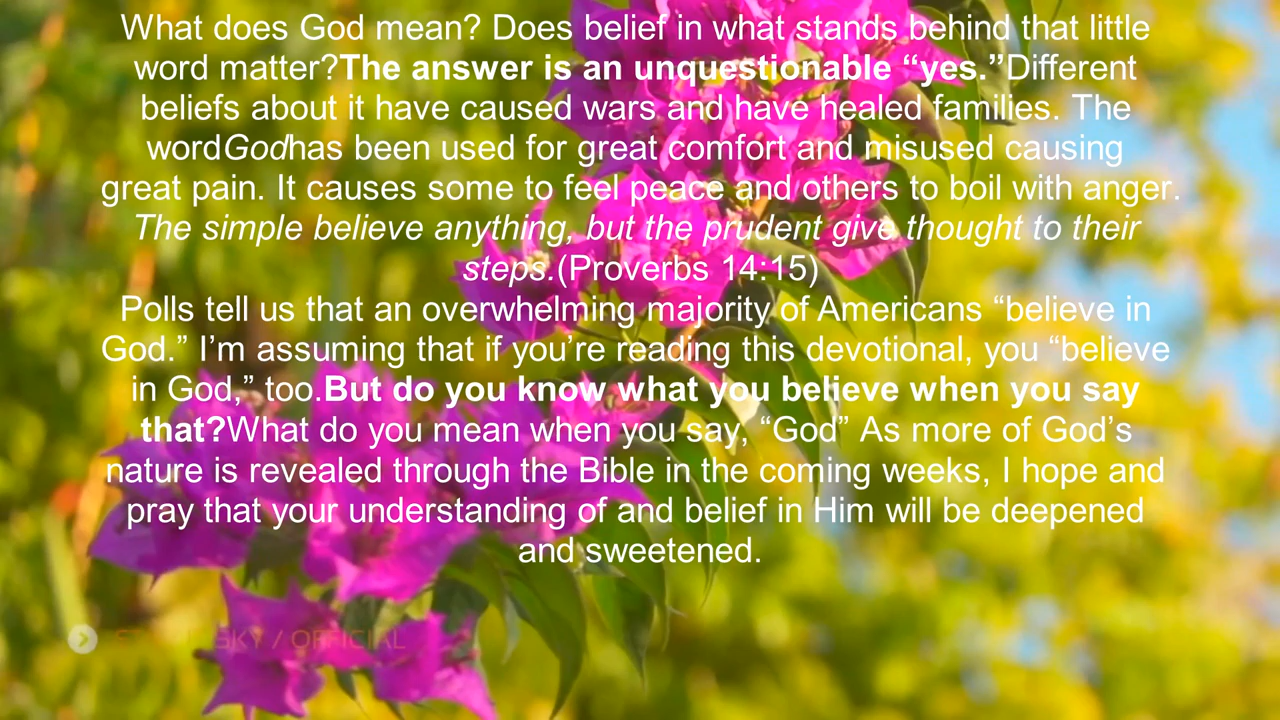 What does God mean? Does belief in what stands behind that little
word matter?The answer is an unquestionable “yes.”Different
beliefs about it have caused wars and have healed families. The
wordGodhas been used for great comfort and misused causing
great pain. It causes some to feel peace and others to boil with anger.
The simple believe anything, but the prudent give thought to their
steps.(Proverbs 14:15)
Polls tell us that an overwhelming majority of Americans “believe in
God.” I’m assuming that if you’re reading this devotional, you “believe
in God,” too.But do you know what you believe when you say
that?What do you mean when you say, “God” As more of God’s
nature is revealed through the Bible in the coming weeks, I hope and
pray that your understanding of and belief in Him will be deepened
and sweetened.
SKY / OFFICIAL